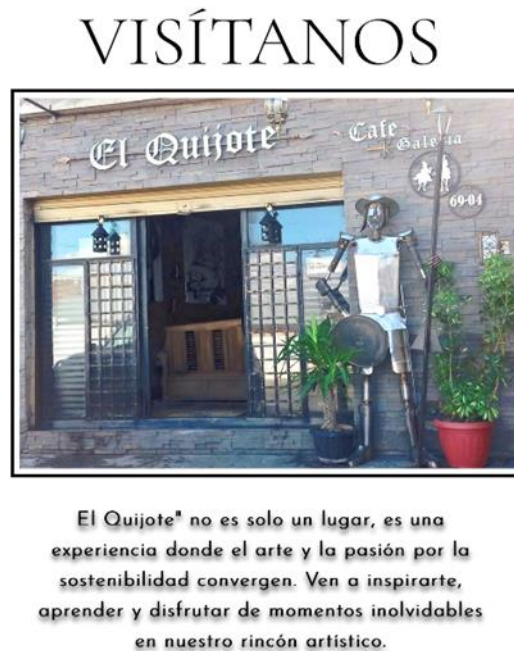 VISÍTANOS
El Quijote
Cafe
Galeria
69-04
El Quijote" no es solo un lugar, es una
experiencia donde el arte y la pasión por la
sostenibilidad convergen. Ven a inspirarte,
aprender y disfrutar de momentos inolvidables
en nuestro rincón artístico.